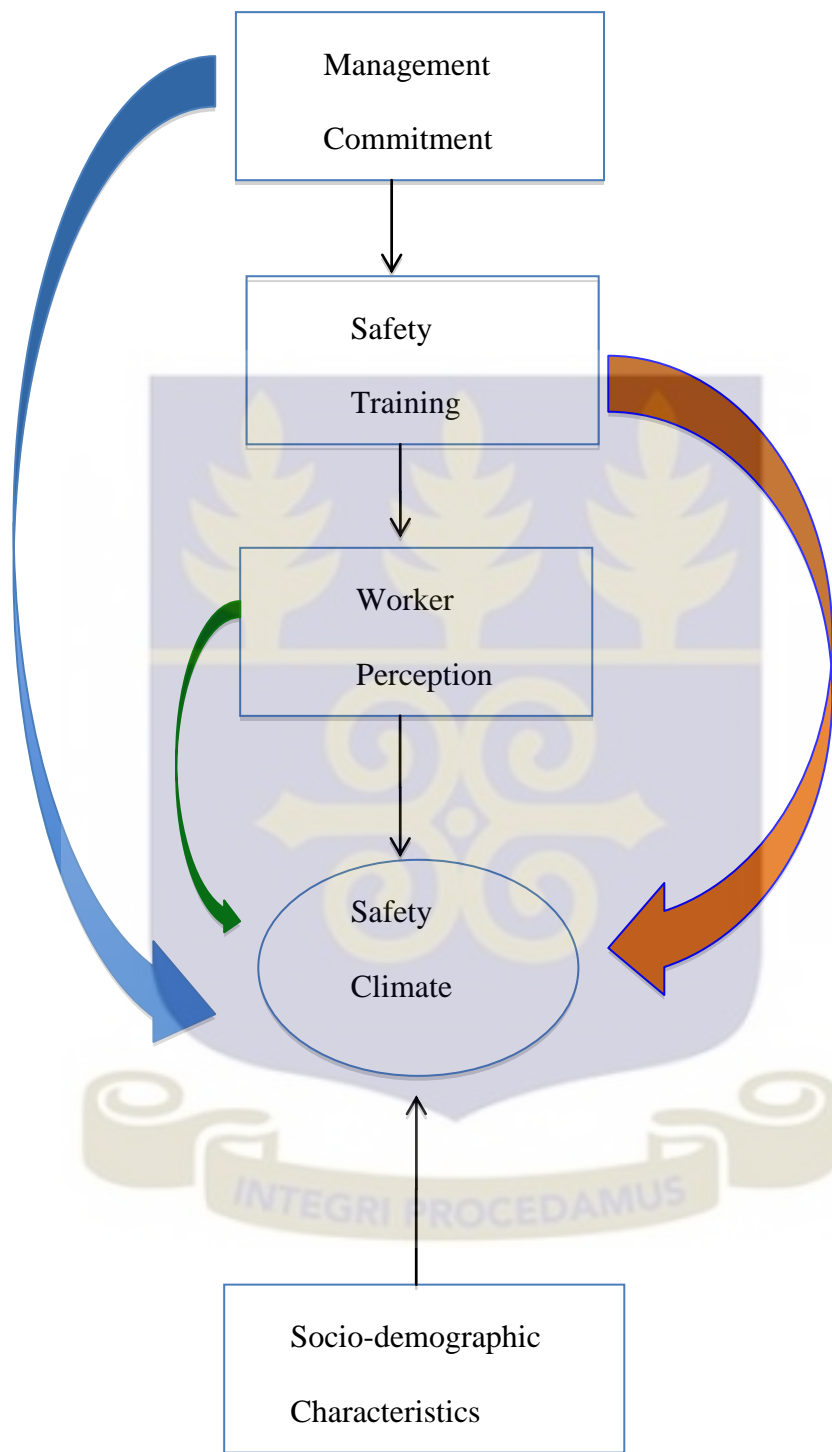 Management
Commitment
Safety
Training
Worker
Perception
Safety
Climate
INTEGRI PROCEDAMUS
Socio-demographic
Characteristics